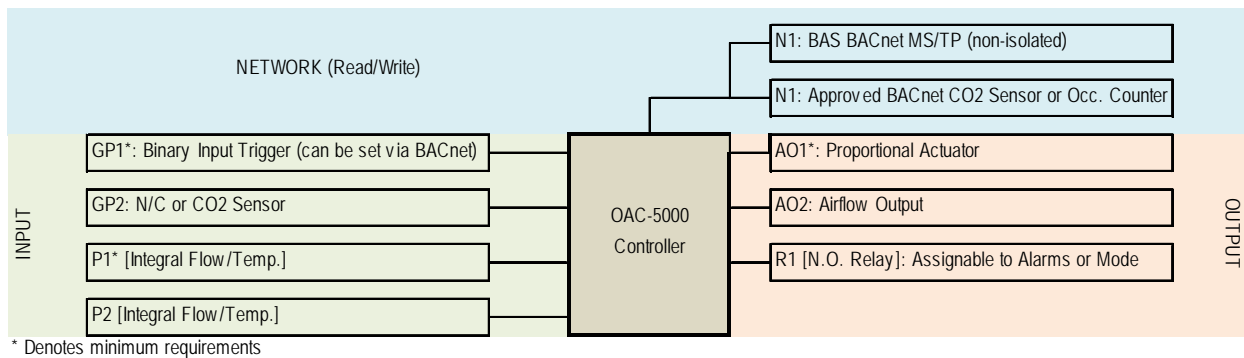 NETWORK (Read/Write)
N1: BAS BACnet MS/TP (non-isolated)
N1: Approved BACnet CO2 Sensor or Occ. Counter
INPUT
GP1*: Binary Input Trigger (can be set via BACnet)
GP2: N/C or CO2 Sensor
P1* [Integral Flow/Temp.]
P2 [Integral Flow/Temp.]
OAC-5000
Controller
AO1*: Proportional Actuator
AO2: Airflow Output
R1 [N.O. Relay]: Assignable to Alarms or Mode
OUTPUT
* Denotes minimum requirements